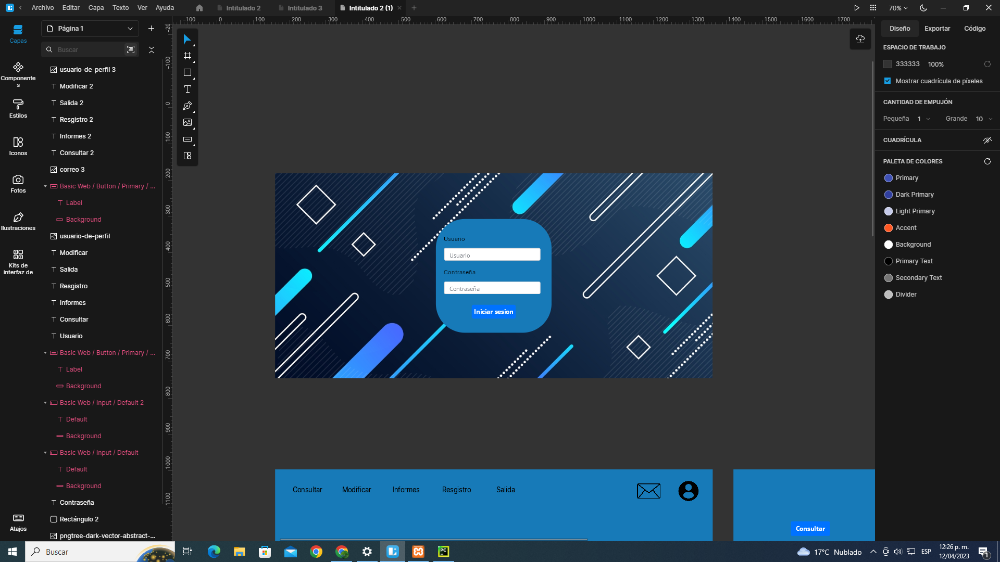 Archivo Editar Capa Texto Ver Ayuda
Intitulado 2
Intitulado 3
Intitulado 2 (1)
70%
Capas
Componentes
Estilos
Iconos
Fotos
Ilustraciones
Kits de interfaz de
Atajos
Página 1
Buscar
usuario-de-perfil 3
Modificar 2
Salida 2
Resgistro 2
Informes 2
Consultar 2
correo 3
Basic Web / Button / Primary / ...
Label
Background
usuario-de-perfil
Modificar
Salida
Resgistro
Informes
Consultar
Usuario
Basic Web / Button / Primary / ...
Label
Background
Basic Web / Input / Default 2
Default
Background
Basic Web / Input / Default
Default
Background
Contraseña
Rectángulo 2
pngtree-dark-vector-abstract-...
-100 0 100 200 300 400 500 600 700 800 900 1000 1100 1200 1300 1400 1500 1600 1700
-100
0
100
200
300
400
500
600
700
800
900
1000
1100
Usuario
Usuario
Contraseña
Contraseña
Iniciar sesion
Consultar Modificar Informes Resgistro Salida
Consultar
Diseño Exportar Código
ESPACIO DE TRABAJO
333333 100%
Mostrar cuadrícula de píxeles
CANTIDAD DE EMPUJÓN
Pequeña 1 Grande 10
CUADRÍCULA
PALETA DE COLORES
Primary
Dark Primary
Light Primary
Accent
Background
Primary Text
Secondary Text
Divider
Buscar
PC
17°C Nublado
ESP
12:26 p. m.
12/04/2023
1